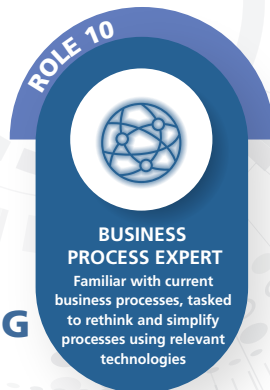 ROLE 10
BUSINESS
PROCESS EXPERT
Familiar with current
business processes, tasked
to rethink and simplify
processes using relevant
technologies
G